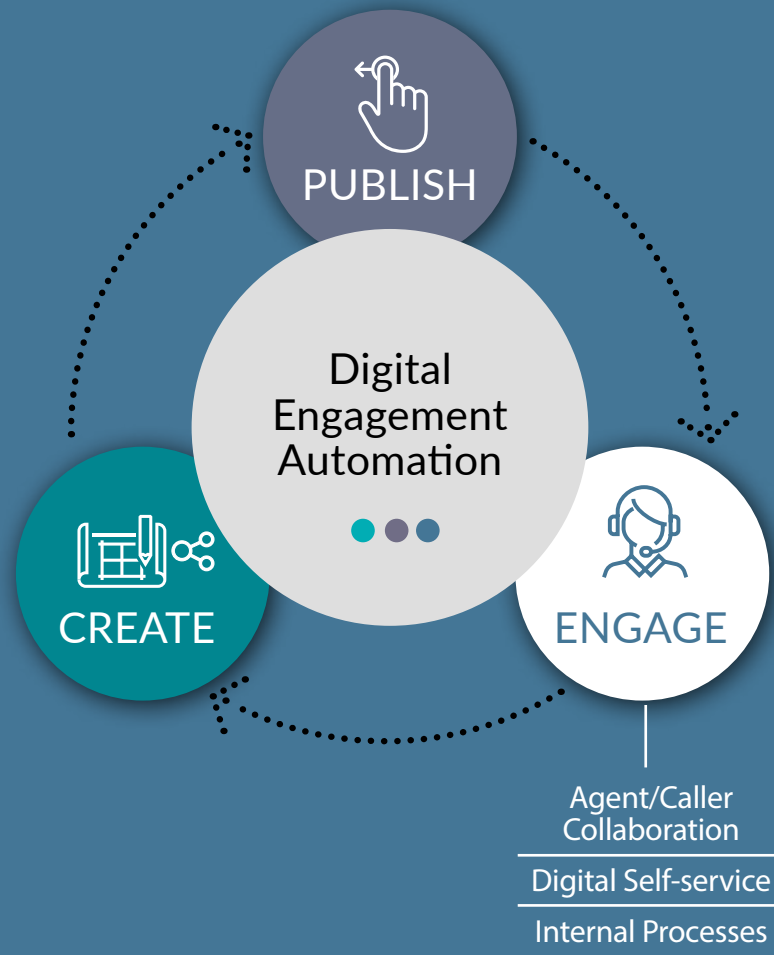 PUBLISH
Digital
Engagement
Automation
CREATE
ENGAGE
Agent/Caller
Collaboration
Digital Self-service
Internal Processes